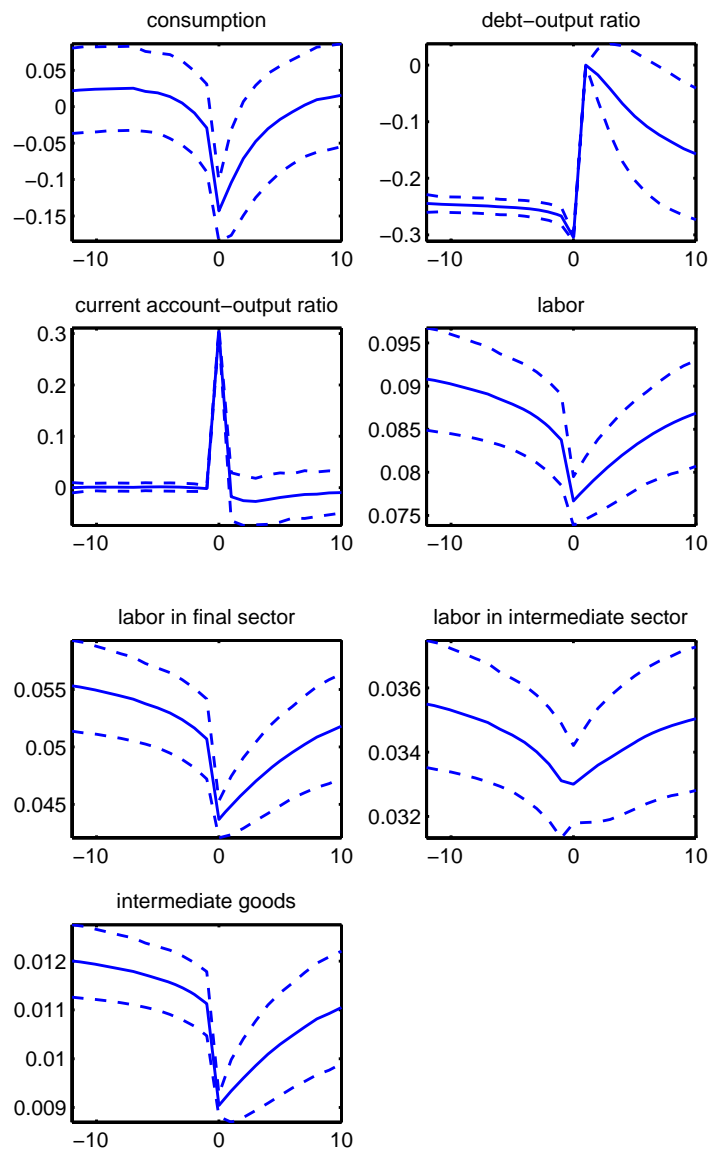 consumption
0.05
0
−0.05
−0.1
−0.15
−10 0 10
debt−output ratio
0
−0.1
−0.2
−0.3
−10 0 10
current account−output ratio
0.3
0.2
0.1
0
−10 0 10
labor
0.095
0.09
0.085
0.08
0.075
−10 0 10
labor in final sector
0.055
0.05
0.045
−10 0 10
labor in intermediate sector
0.036
0.034
0.032
−10 0 10
intermediate goods
0.012
0.011
0.01
0.009
−10 0 10